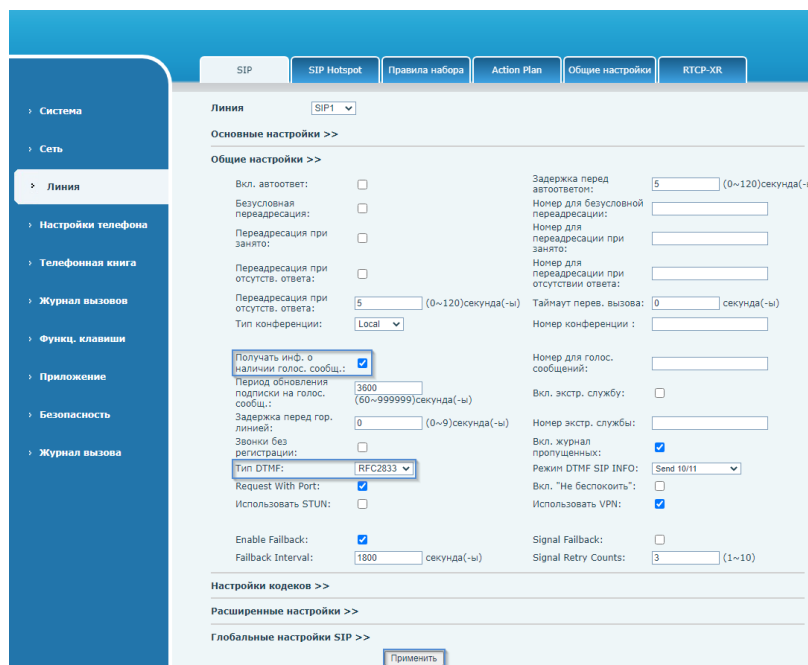 SIP
SIP Hotspot
Правила набора
Action Plan
Общие настройки
RTCP-XR
Система
Сеть
Линия
Настройки телефона
Телефонная книга
Журнал вызовов
Функц. клавиши
Приложение
Безопасность
Журнал вызова
Линия SIP1
Основные настройки >>
Общие настройки >>
Вкл. автоответ:
Задержка перед
автоответом:
5 (0~120)секунда(-
Безусловная
переадресация:
Номер для безусловной
переадресации:
Переадресация при
занято:
Номер для
переадресации при
занято:
Переадресация при
отсутств. ответа:
Номер для
переадресации при
отсутствии ответа:
Переадресация при
отсутств. ответа:
5 (0~120)секунда(-ы)
Таймаут перев. вызова: 0 секунда(-ы)
Тип конференции: Local
Номер конференции :
Получать инф. о
наличии голос. сообщ.:
Номер для голос.
сообщений:
Период обновления
подписки на голос.
сообщ.:
3600
(60~999999)секунда(-ы)
Вкл. экстр. службу:
Задержка перед гор.
линией:
0 (0~9)секунда(-ы)
Номер экстр. службы:
Звонки без
регистрации:
Вкл. журнал
пропущенных:
Тип DTMF: RFC2833
Режим DTMF SIP INFO: Send 10/11
Request With Port:
Вкл. "Не беспокоить":
Использовать STUN:
Использовать VPN:
Enable Failback:
Signal Failback:
Failback Interval: 1800 секунда(-ы)
Signal Retry Counts: 3 (1~10)
Настройки кодеков >>
Расширенные настройки >>
Глобальные настройки SIP >>
Применить